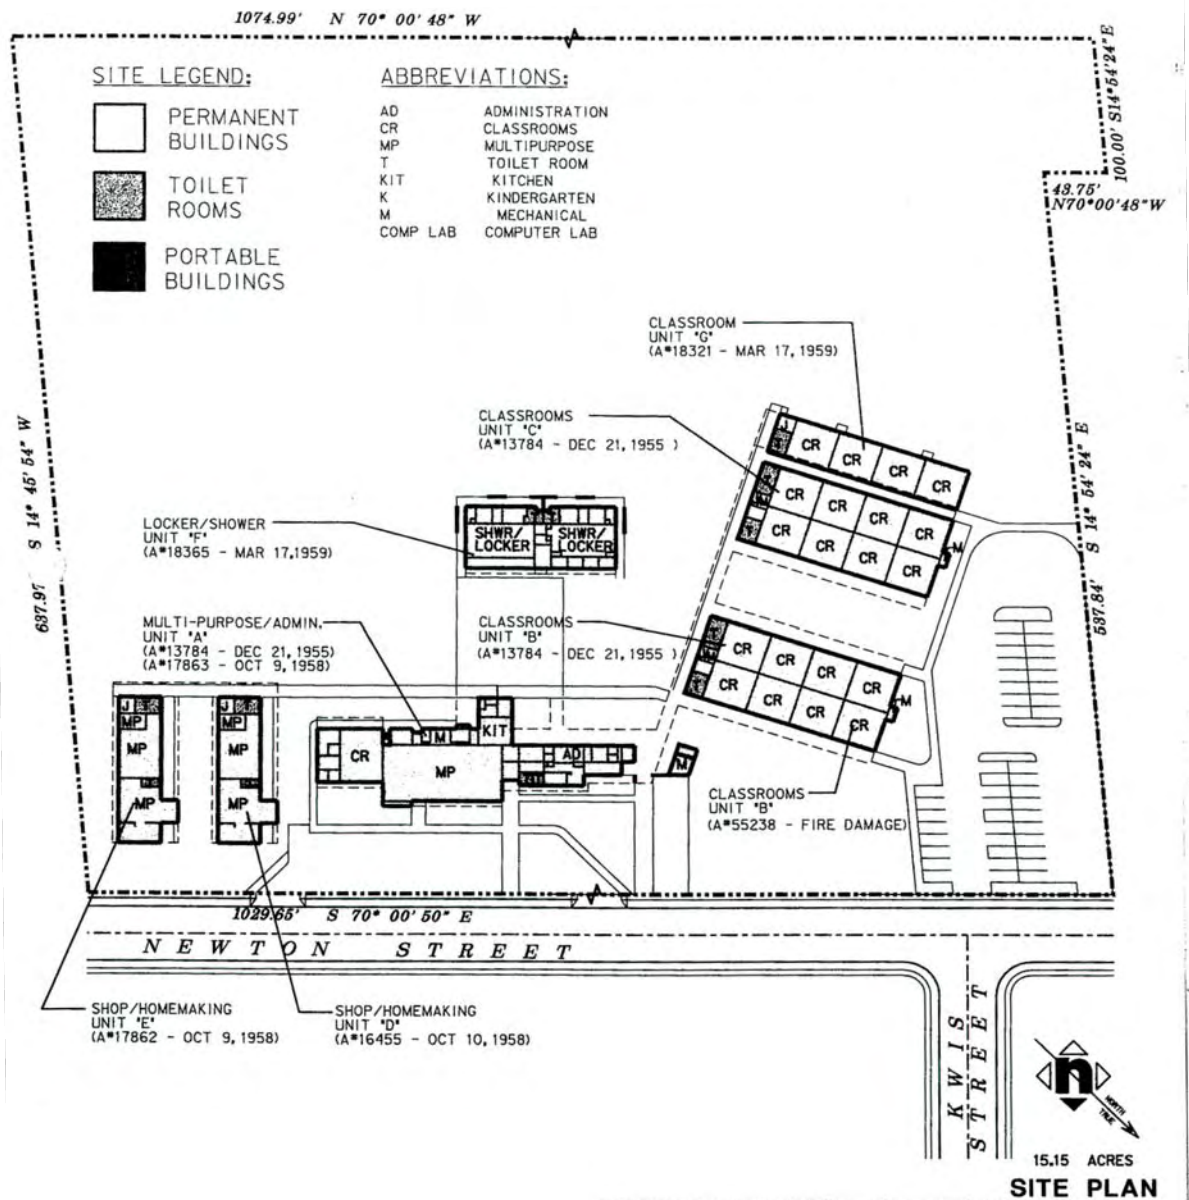 1074.99' N 70° 00' 48" W
100.00' S14°54'24"E
SITE LEGEND:
PERMANENT
BUILDINGS
TOILET
ROOMS
PORTABLE
BUILDINGS
ABBREVIATIONS:
AD ADMINISTRATION
CR CLASSROOMS
MP MULTIPURPOSE
T TOILET ROOM
KIT KITCHEN
K KINDERGARTEN
M MECHANICAL
COMP LAB COMPUTER LAB
43.75'
N70°00'48"W
CLASSROOM
UNIT "G"
(A#18321 - MAR 17, 1959)
CLASSROOMS
UNIT "C"
(A#13784 - DEC 21, 1955 )
J
CR CR CR CR
CR CR CR CR
CR CR CR CR
M
LOCKER/SHOWER
UNIT "F"
(A#18365 - MAR 17,1959)
SHWR/
LOCKER
SHWR/
LOCKER
S 14° 45' 54" W
637.97
537.84' S 14° 54' 24" E
MULTI-PURPOSE/ADMIN.
UNIT "A"
(A#13784 - DEC 21, 1955)
(A#17863 - OCT 9, 1958)
CLASSROOMS
UNIT "B"
(A#13784 - DEC 21, 1955 )
CR CR CR CR
CR CR CR CR
M
J
MP
MP
MP
J
MP
MP
MP
CR
M
KIT
MP
AD
M
CLASSROOMS
UNIT "B"
(A#55238 - FIRE DAMAGE)
1029.65' S 70° 00' 50" E
NEWTON STREET
SHOP/HOMEMAKING
UNIT "E"
(A#17862 - OCT 9, 1958)
SHOP/HOMEMAKING
UNIT "D"
(A#16455 - OCT 10, 1958)
KWIS
STREET
n
NORTH
TRUE
15.15 ACRES
SITE PLAN